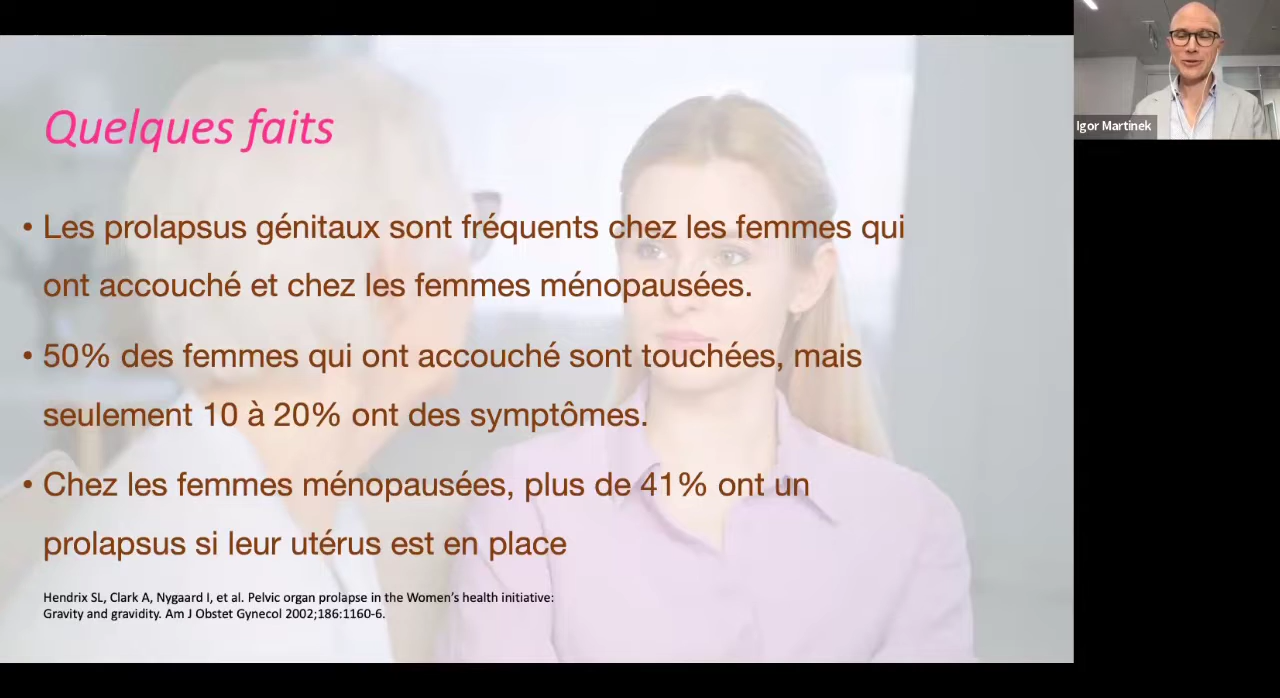 Quelques faits
• Les prolapsus génitaux sont fréquents chez les femmes qui
ont accouché et chez les femmes ménopausées.
• 50% des femmes qui ont accouché sont touchées, mais
seulement 10 à 20% ont des symptômes.
• Chez les femmes ménopausées, plus de 41% ont un
prolapsus si leur utérus est en place
Hendrix SL, Clark A, Nygaard I, et al. Pelvic organ prolapse in the Women's health initiative:
Gravity and gravidity. Am J Obstet Gynecol 2002;186:1160-6.
Igor Martinek